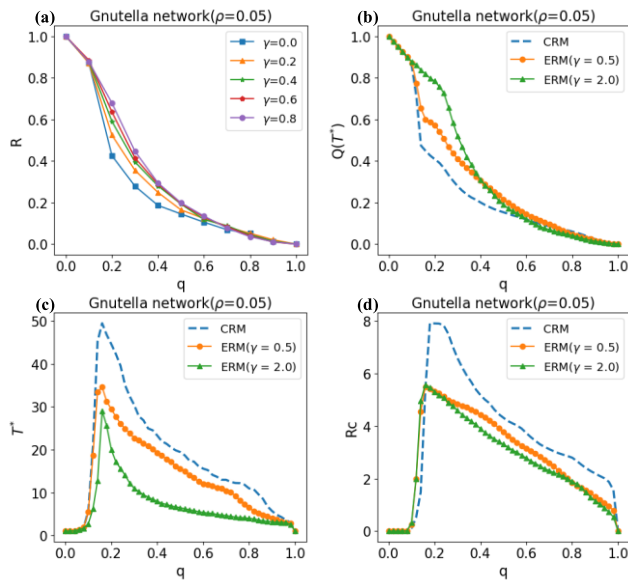 (a) Gnutella network(ρ=0.05)
γ=0.0
γ=0.2
γ=0.4
γ=0.6
γ=0.8
1.0
0.8
0.6
0.4
0.2
0.0
R
0.0 0.2 0.4 0.6 0.8 1.0
q
(b) Gnutella network(ρ=0.05)
CRM
ERM(γ = 0.5)
ERM(γ = 2.0)
1.0
0.8
0.6
0.4
0.2
0.0
Q(T*)
0.0 0.2 0.4 0.6 0.8 1.0
q
(c) Gnutella network(ρ=0.05)
CRM
ERM(γ = 0.5)
ERM(γ = 2.0)
50
40
30
20
10
0
T*
0.0 0.2 0.4 0.6 0.8 1.0
q
(d) Gnutella network(ρ=0.05)
CRM
ERM(γ = 0.5)
ERM(γ = 2.0)
8
6
4
2
0
Rc
0.0 0.2 0.4 0.6 0.8 1.0
q